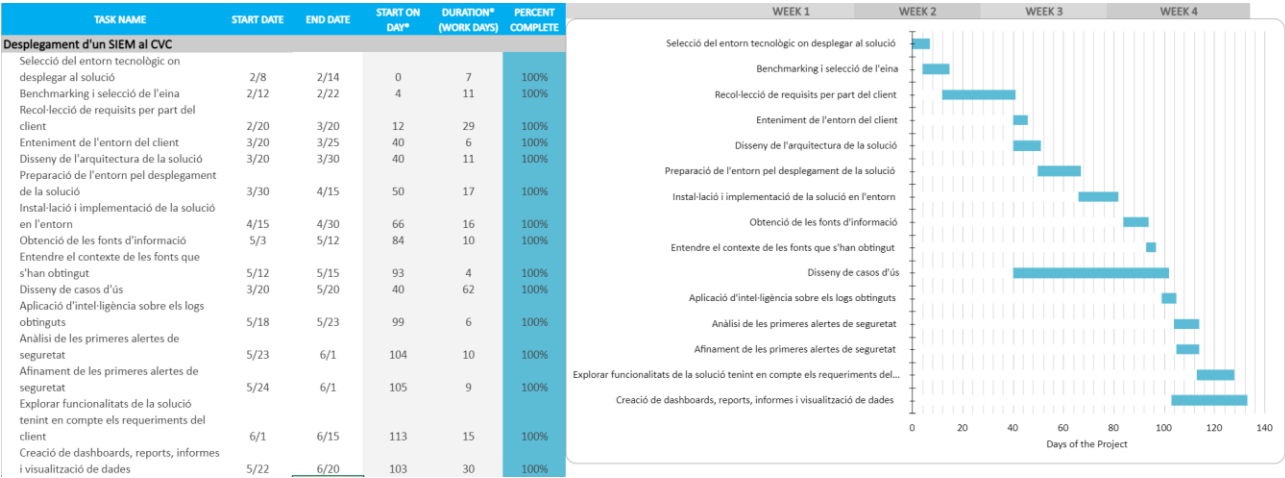 TASK NAME START DATE END DATE START ON DAY* DURATION* (WORK DAYS) PERCENT COMPLETE
Desplegament d'un SIEM al CVC
Selecció del entorn tecnològic on
desplegar al solució 2/8 2/14 0 7 100%
Benchmarking i selecció de l'eina 2/12 2/22 4 11 100%
Recol·lecció de requisits per part del
client 2/20 3/20 12 29 100%
Enteniment de l'entorn del client 3/20 3/25 40 6 100%
Disseny de l'arquitectura de la solució 3/20 3/30 40 11 100%
Preparació de l'entorn pel desplegament
de la solució 3/30 4/15 50 17 100%
Instal·lació i implementació de la solució
en l'entorn 4/15 4/30 66 16 100%
Obtenció de les fonts d'informació 5/3 5/12 84 10 100%
Entendre el contexte de les fonts que
s'han obtingut 5/12 5/15 93 4 100%
Disseny de casos d'ús 3/20 5/20 40 62 100%
Aplicació d'intel·ligència sobre els logs
obtinguts 5/18 5/23 99 6 100%
Anàlisi de les primeres alertes de
seguretat 5/23 6/1 104 10 100%
Afinament de les primeres alertes de
seguretat 5/24 6/1 105 9 100%
Explorar funcionalitats de la solució
tenint en compte els requeriments del
client 6/1 6/15 113 15 100%
Creació de dashboards, reports, informes
i visualització de dades 5/22 6/20 103 30 100%
WEEK 1 WEEK 2 WEEK 3 WEEK 4
Selecció del entorn tecnològic on desplegar al solució
Benchmarking i selecció de l'eina
Recol·lecció de requisits per part del client
Enteniment de l'entorn del client
Disseny de l'arquitectura de la solució
Preparació de l'entorn pel desplegament de la solució
Instal·lació i implementació de la solució en l'entorn
Obtenció de les fonts d'informació
Entendre el contexte de les fonts que s'han obtingut
Disseny de casos d'ús
Aplicació d'intel·ligència sobre els logs obtinguts
Anàlisi de les primeres alertes de seguretat
Afinament de les primeres alertes de seguretat
Explorar funcionalitats de la solució tenint en compte els requeriments del...
Creació de dashboards, reports, informes i visualització de dades
0 20 40 60 80 100 120 140
Days of the Project